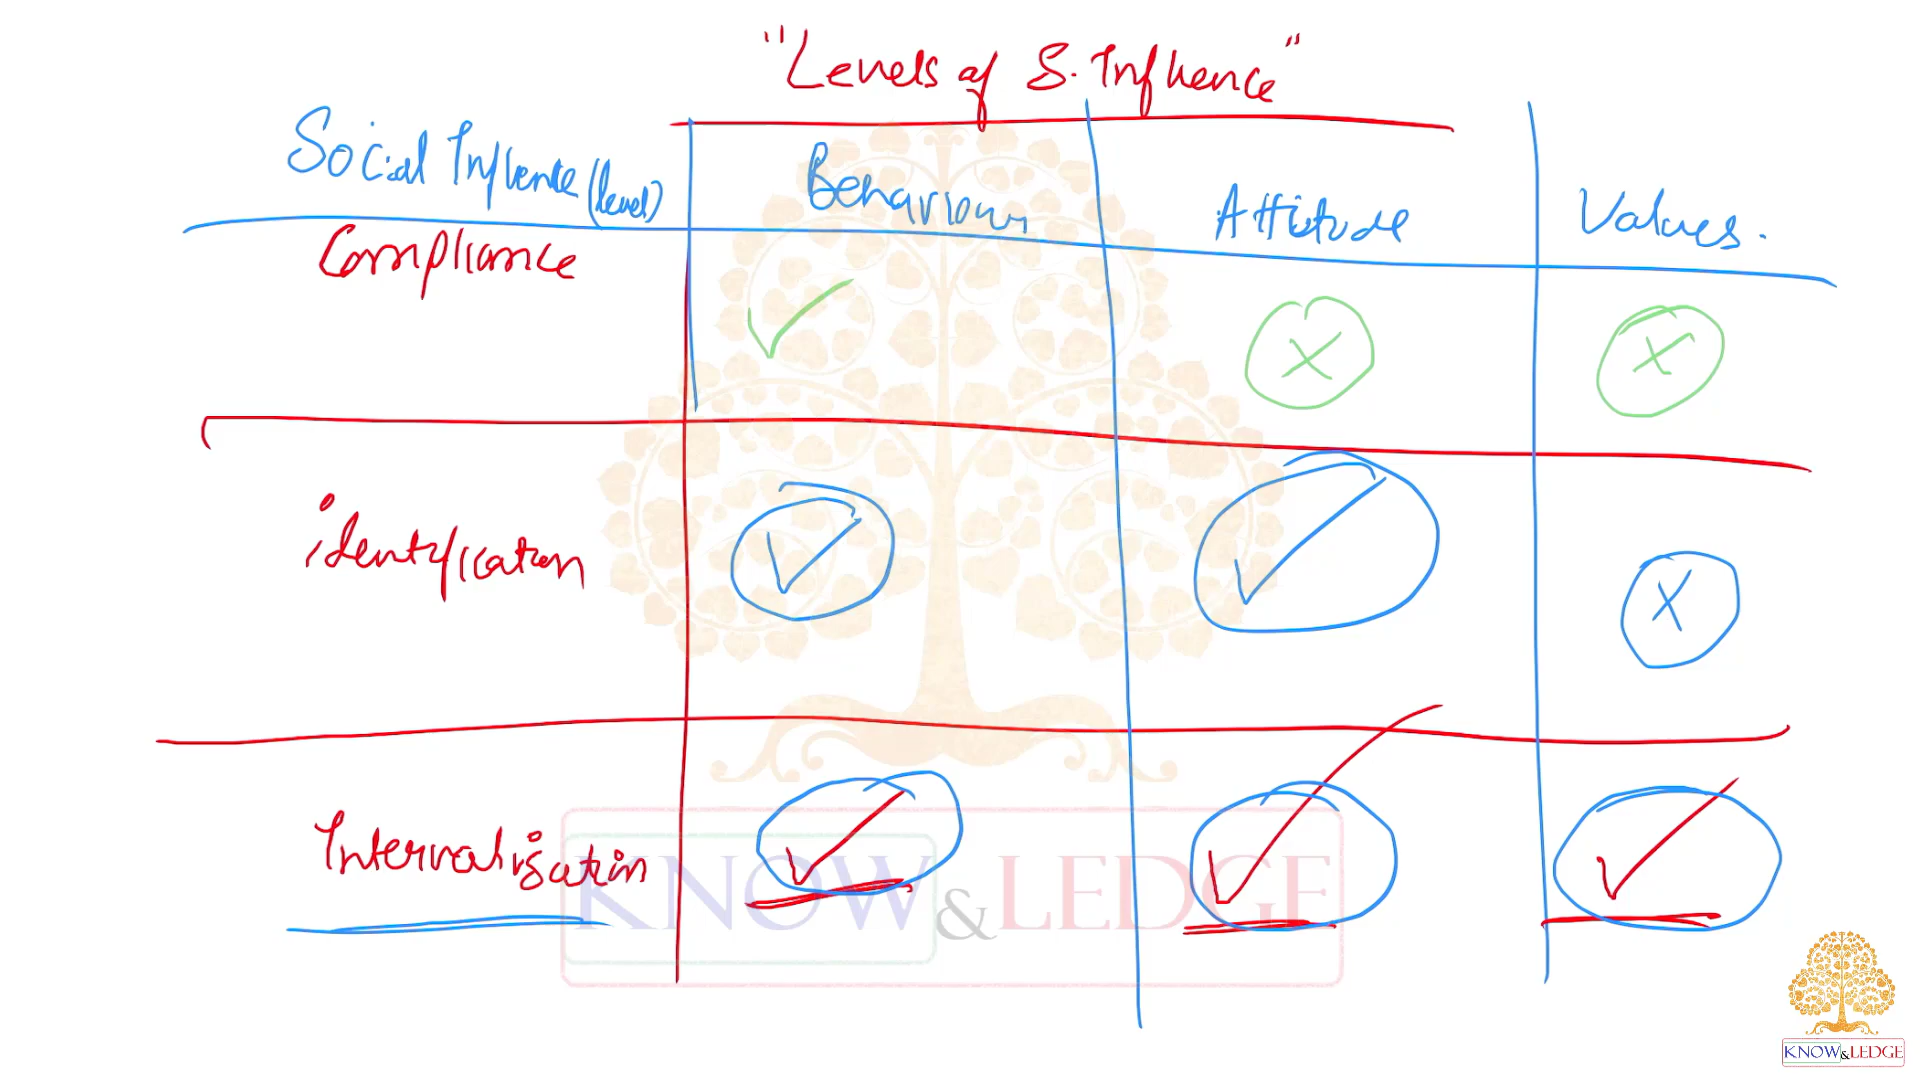 "Levels of S. Influence"
Social Influence (level) Behaviour Attitude Values.
Compliance
✓ X X
identification ✓ ✓ X
Internalisation ✓ ✓ ✓
KNOW&LEDGE
KNOW&LEDGE